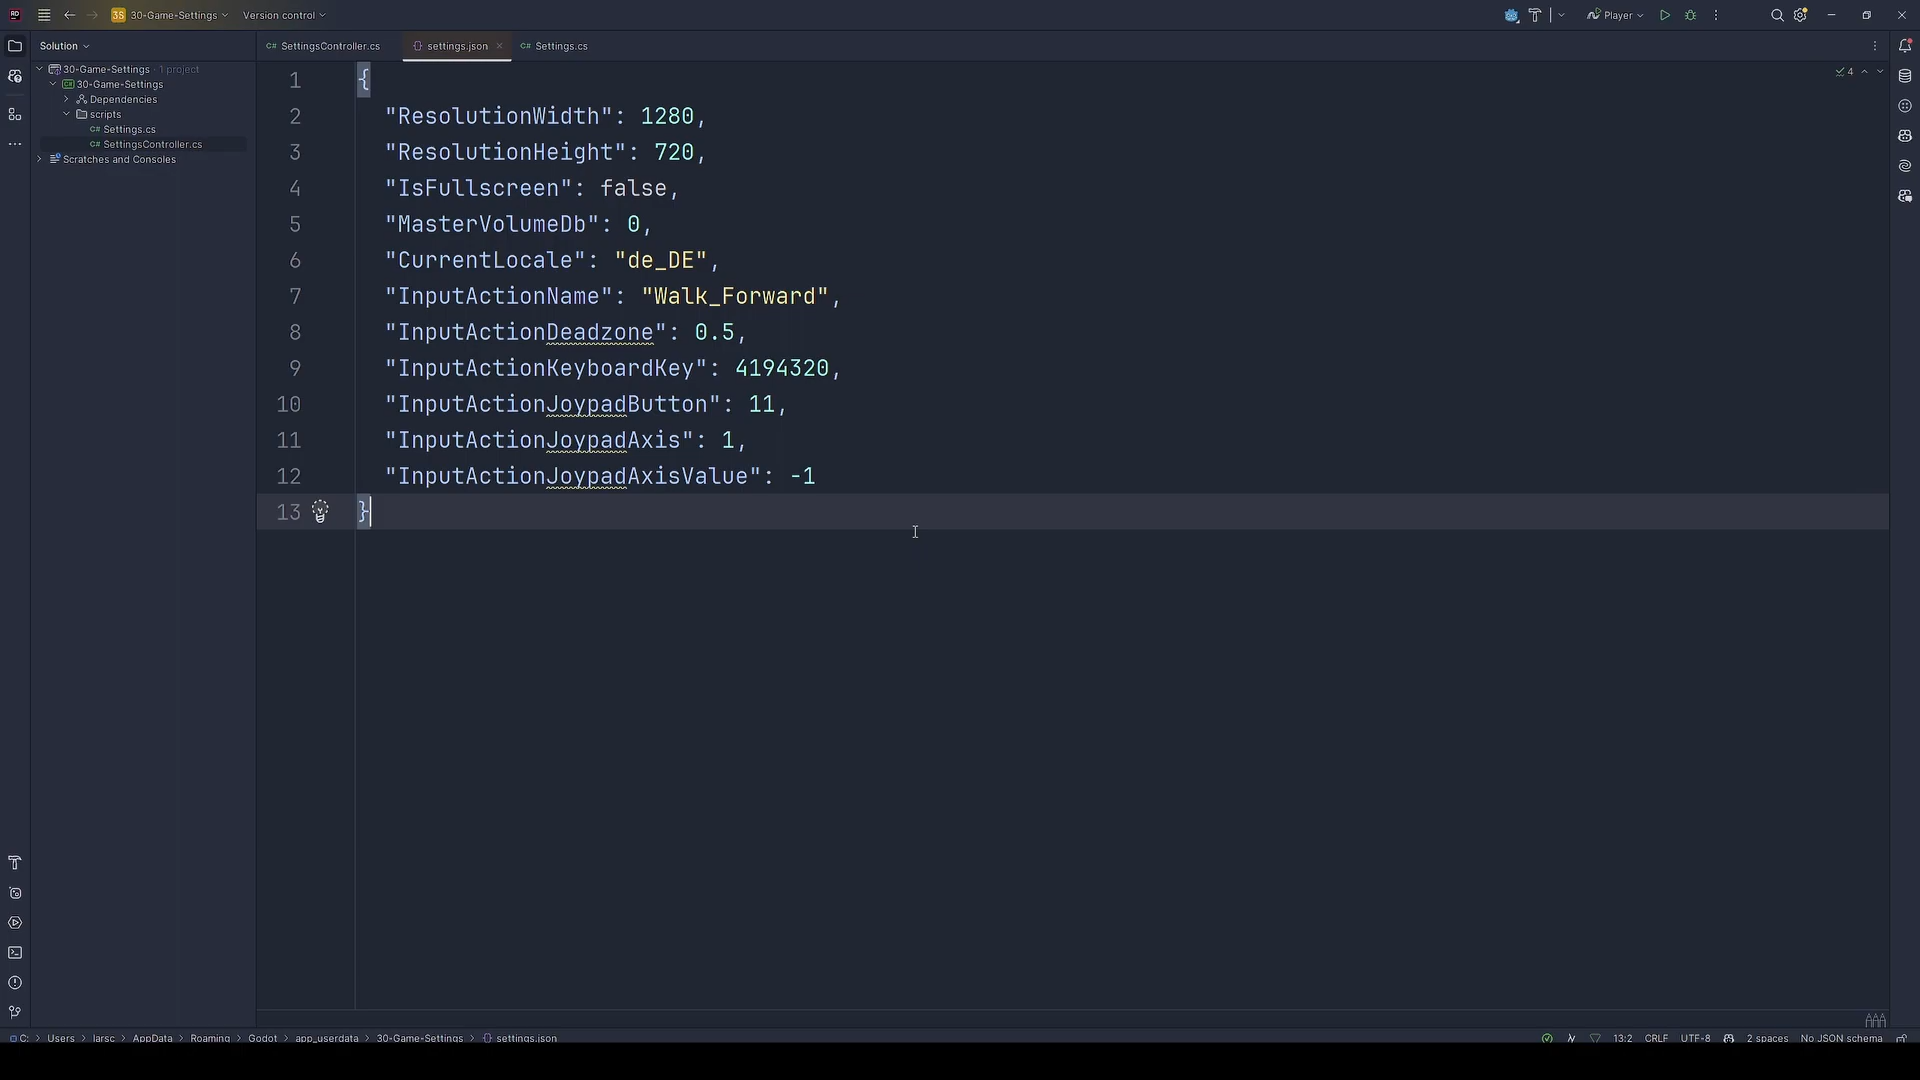 RD
3S 30-Game-Settings
Version control
Player
Solution
SettingsController.cs
settings.json
Settings.cs
30-Game-Settings · 1 project
30-Game-Settings
Dependencies
scripts
C# Settings.cs
C# SettingsController.cs
Scratches and Consoles
4
1 {
2 "ResolutionWidth": 1280,
3 "ResolutionHeight": 720,
4 "IsFullscreen": false,
5 "MasterVolumeDb": 0,
6 "CurrentLocale": "de_DE",
7 "InputActionName": "Walk_Forward",
8 "InputActionDeadzone": 0.5,
9 "InputActionKeyboardKey": 4194320,
10 "InputActionJoypadButton": 11,
11 "InputActionJoypadAxis": 1,
12 "InputActionJoypadAxisValue": -1
13 }
C: > Users > larsc > AppData > Roaming > Godot > app_userdata > 30-Game-Settings > settings.json
13:2 CRLF UTF-8 2 spaces No JSON schema